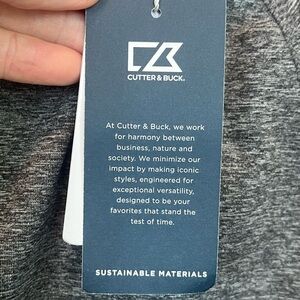 CUTTER & BUCK.
At Cutter & Buck, we work
for harmony between
business, nature and
society. We minimize our
impact by making iconic
styles, engineered for
exceptional versatility,
designed to be your
favorites that stand the
test of time.
SUSTAINABLE MATERIALS